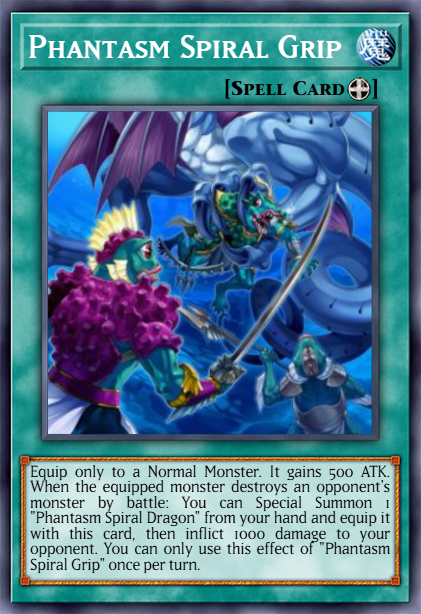 Phantasm Spiral Grip 魔
[Spell Card]
Equip only to a Normal Monster. It gains 500 ATK.
When the equipped monster destroys an opponent's
monster by battle: You can Special Summon 1
"Phantasm Spiral Dragon" from your hand and equip it
with this card, then inflict 1000 damage to your
opponent. You can only use this effect of "Phantasm
Spiral Grip" once per turn.